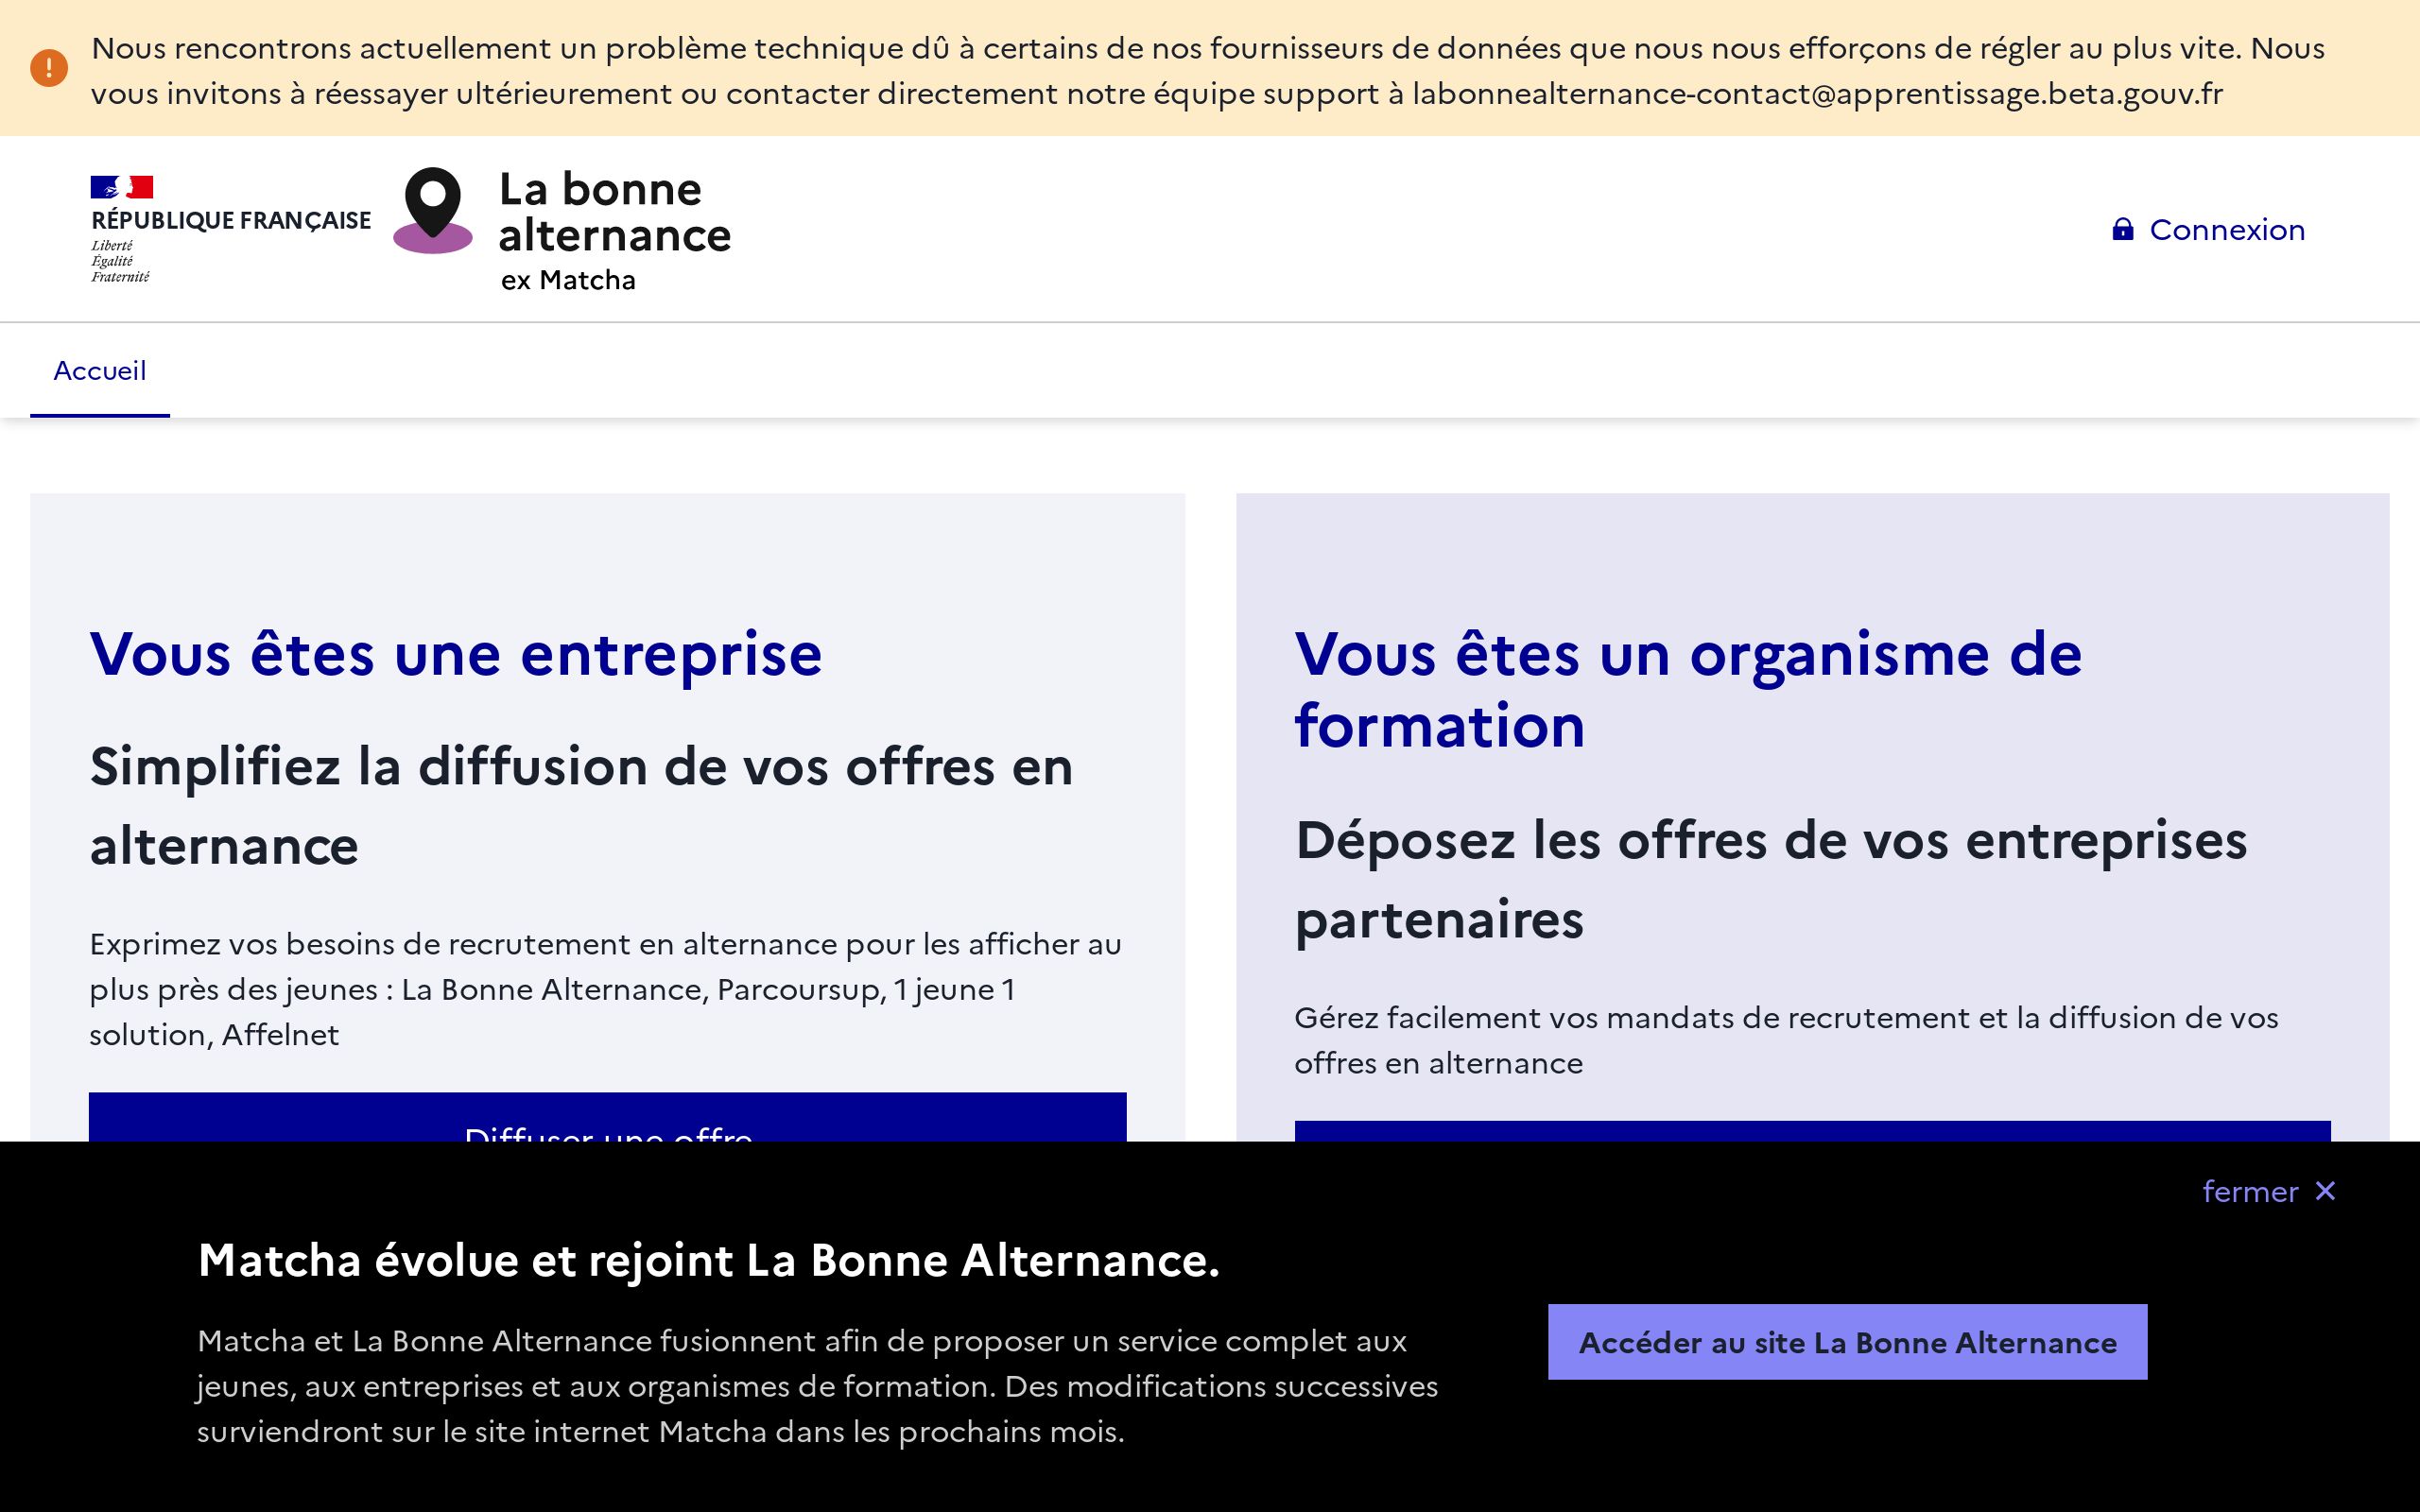 Nous rencontrons actuellement un problème technique dû à certains de nos fournisseurs de données que nous nous efforçons de régler au plus vite. Nous
vous invitons à réessayer ultérieurement ou contacter directement notre équipe support à labonnealternance-contact@apprentissage.beta.gouv.fr
RÉPUBLIQUE FRANÇAISE
Liberté
Égalité
Fraternité
La bonne
alternance
ex Matcha
Connexion
Accueil
Vous êtes une entreprise
Simplifiez la diffusion de vos offres en
alternance
Exprimez vos besoins de recrutement en alternance pour les afficher au
plus près des jeunes : La Bonne Alternance, Parcoursup, 1 jeune 1
solution, Affelnet
Diffuser une offre
Vous êtes un organisme de
formation
Déposez les offres de vos entreprises
partenaires
Gérez facilement vos mandats de recrutement et la diffusion de vos
offres en alternance
fermer
Matcha évolue et rejoint La Bonne Alternance.
Matcha et La Bonne Alternance fusionnent afin de proposer un service complet aux
jeunes, aux entreprises et aux organismes de formation. Des modifications successives
surviendront sur le site internet Matcha dans les prochains mois.
Accéder au site La Bonne Alternance